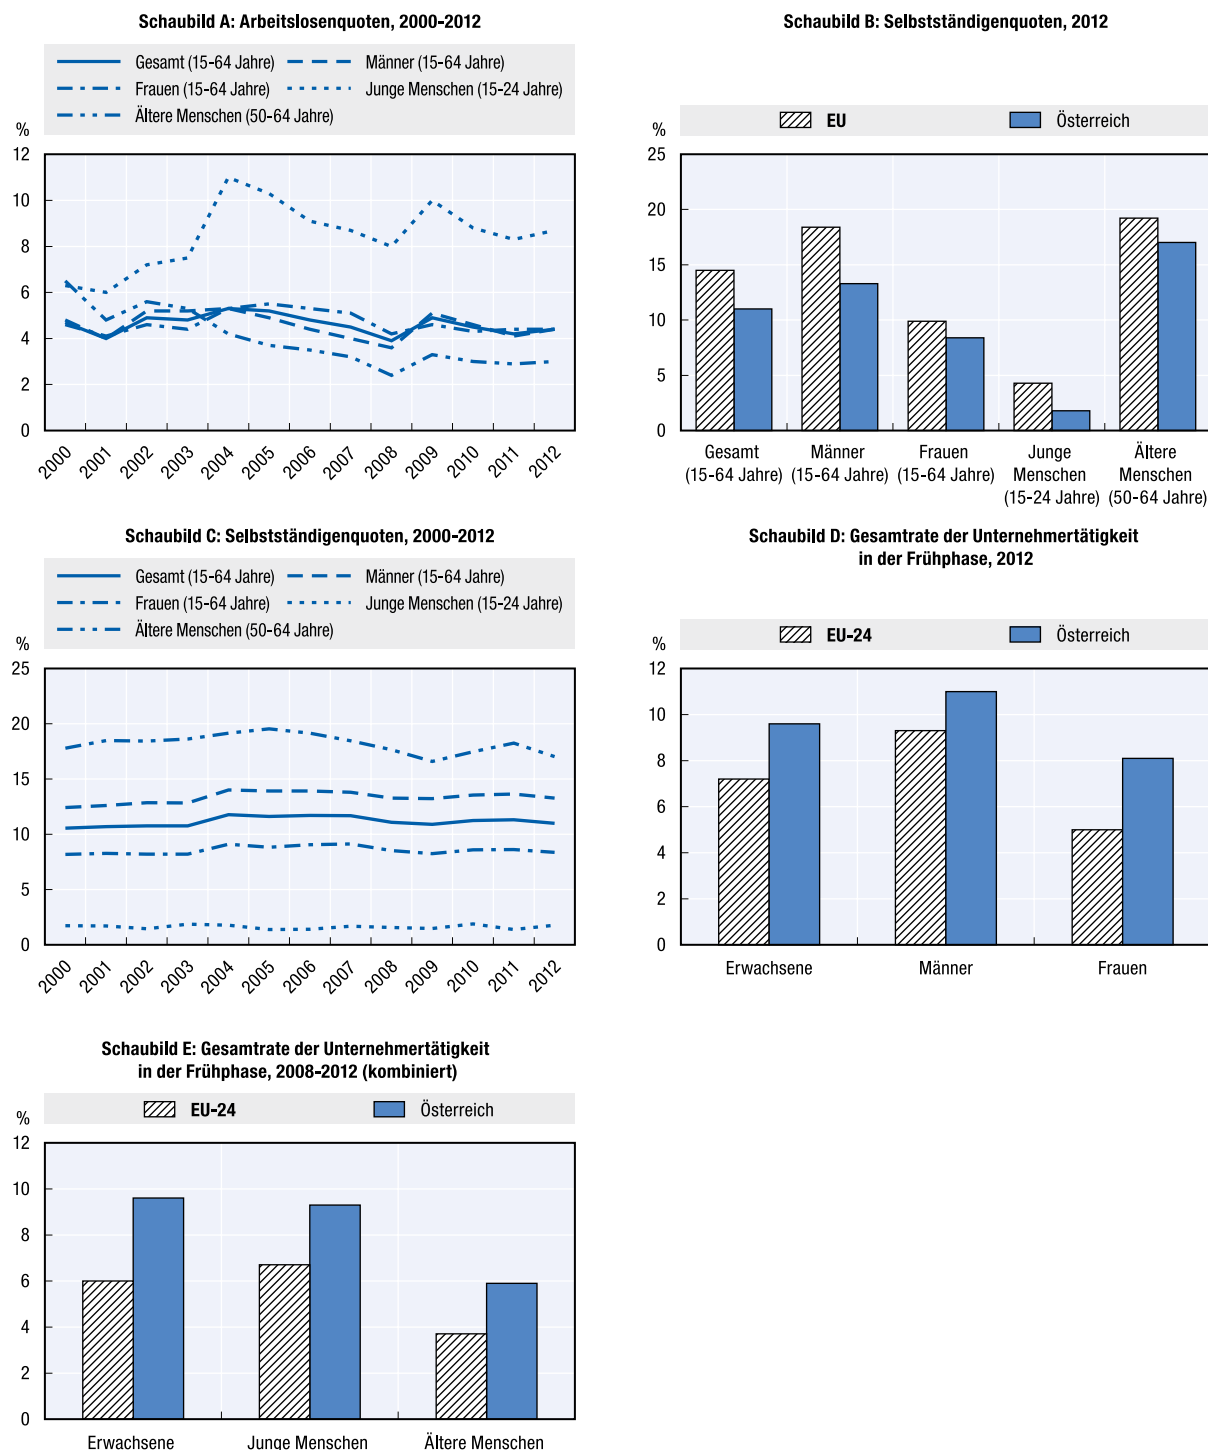 Schaubild A: Arbeitslosenquoten, 2000-2012
Gesamt (15-64 Jahre)
Männer (15-64 Jahre)
Frauen (15-64 Jahre)
Junge Menschen (15-24 Jahre)
Ältere Menschen (50-64 Jahre)
%
12
10
8
6
4
2
0
2000
2001
2002
2003
2004
2005
2006
2007
2008
2009
2010
2011
2012
Schaubild B: Selbstständigenquoten, 2012
EU
Österreich
%
25
20
15
10
5
0
Gesamt
(15-64 Jahre)
Männer
(15-64 Jahre)
Frauen
(15-64 Jahre)
Junge
Menschen
(15-24 Jahre)
Ältere
Menschen
(50-64 Jahre)
Schaubild C: Selbstständigenquoten, 2000-2012
Gesamt (15-64 Jahre)
Männer (15-64 Jahre)
Frauen (15-64 Jahre)
Junge Menschen (15-24 Jahre)
Ältere Menschen (50-64 Jahre)
%
25
20
15
10
5
0
2000
2001
2002
2003
2004
2005
2006
2007
2008
2009
2010
2011
2012
Schaubild D: Gesamtrate der Unternehmertätigkeit
in der Frühphase, 2012
EU-24
Österreich
%
12
10
8
6
4
2
0
Erwachsene
Männer
Frauen
Schaubild E: Gesamtrate der Unternehmertätigkeit
in der Frühphase, 2008-2012 (kombiniert)
EU-24
Österreich
%
12
10
8
6
4
2
0
Erwachsene
Junge Menschen
Ältere Menschen